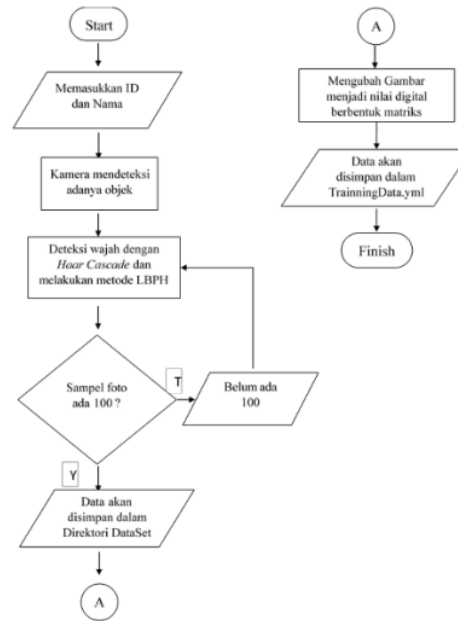 Start
Memasukkan ID
dan Nama
Kamera mendeteksi
adanya objek
Deteksi wajah dengan
Haar Cascade dan
melakukan metode LBPH
Sampel foto
ada 100 ?
T
Belum ada
100
Y
Data akan
disimpan dalam
Direktori DataSet
A
A
Mengubah Gambar
menjadi nilai digital
berbentuk matriks
Data akan
disimpan dalam
TrainningData.yml
Finish